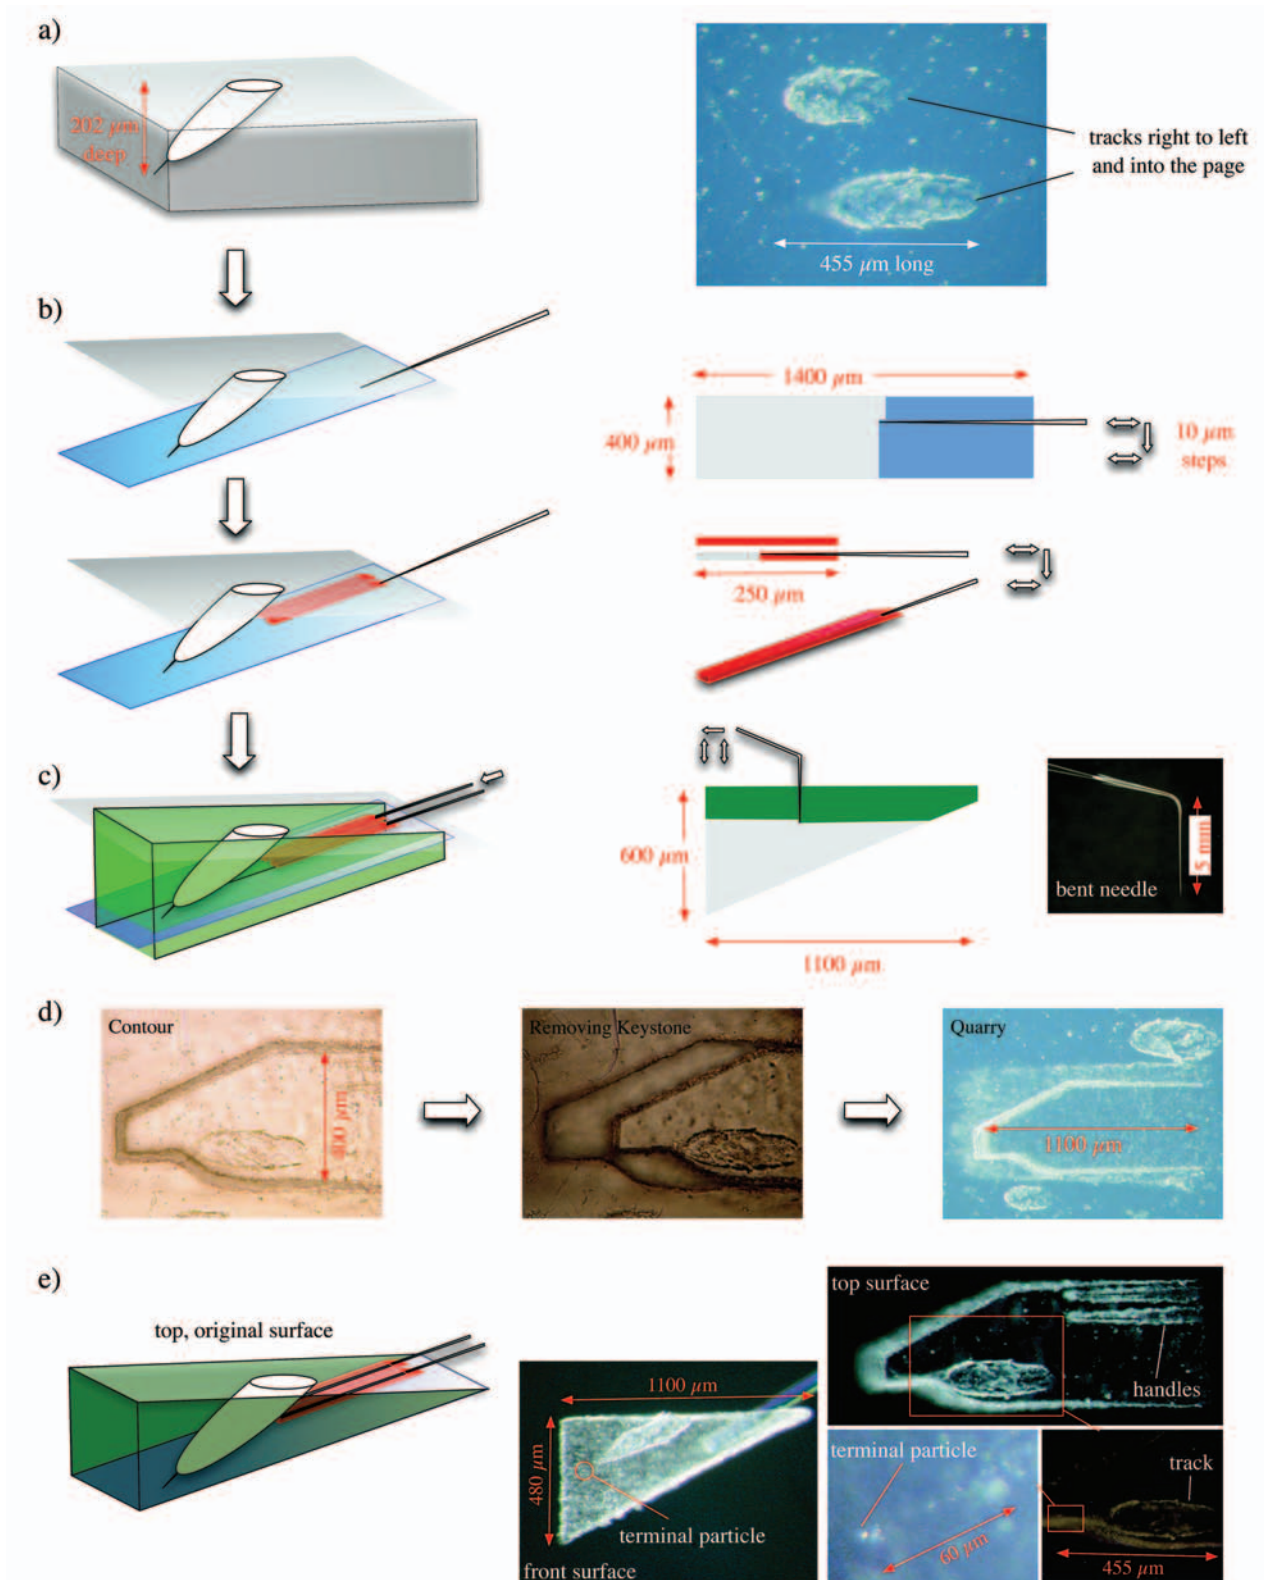 a)
202 µm
deep
tracks right to left
and into the page
455 µm long
b)
1400 µm
400 µm
10 µm
steps
250 µm
c)
600 µm
1100 µm
5 mm
bent needle
d)
Contour
800 µm
Removing Keystone
Quarry
1100 µm
e)
top, original surface
1100 µm
480 µm
terminal particle
front surface
top surface
handles
terminal particle
60 µm
track
455 µm